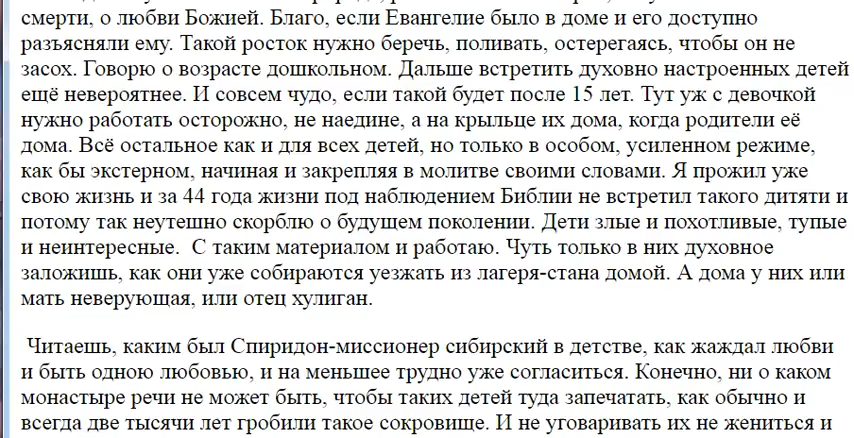 смерти, о любви Божией. Благо, если Евангелие было в доме и его доступно
разъясняли ему. Такой росток нужно беречь, поливать, остерегаясь, чтобы он не
засох. Говорю о возрасте дошкольном. Дальше встретить духовно настроенных детей
ещё невероятнее. И совсем чудо, если такой будет после 15 лет. Тут уж с девочкой
нужно работать осторожно, не наедине, а на крыльце их дома, когда родители её
дома. Всё остальное как и для всех детей, но только в особом, усиленном режиме,
как бы экстерном, начиная и закрепляя в молитве своими словами. Я прожил уже
свою жизнь и за 44 года жизни под наблюдением Библии не встретил такого дитяти и
потому так неутешно скорблю о будущем поколении. Дети злые и похотливые, тупые
и неинтересные. С таким материалом и работаю. Чуть только в них духовное
заложишь, как они уже собираются уезжать из лагеря-стана домой. А дома у них или
мать неверующая, или отец хулиган.
Читаешь, каким был Спиридон-миссионер сибирский в детстве, как жаждал любви
и быть одною любовью, и на меньшее трудно уже согласиться. Конечно, ни о каком
монастыре речи не может быть, чтобы таких детей туда запечатать, как обычно и
всегда две тысячи лет гробили такое сокровище. И не уговаривать их не жениться и